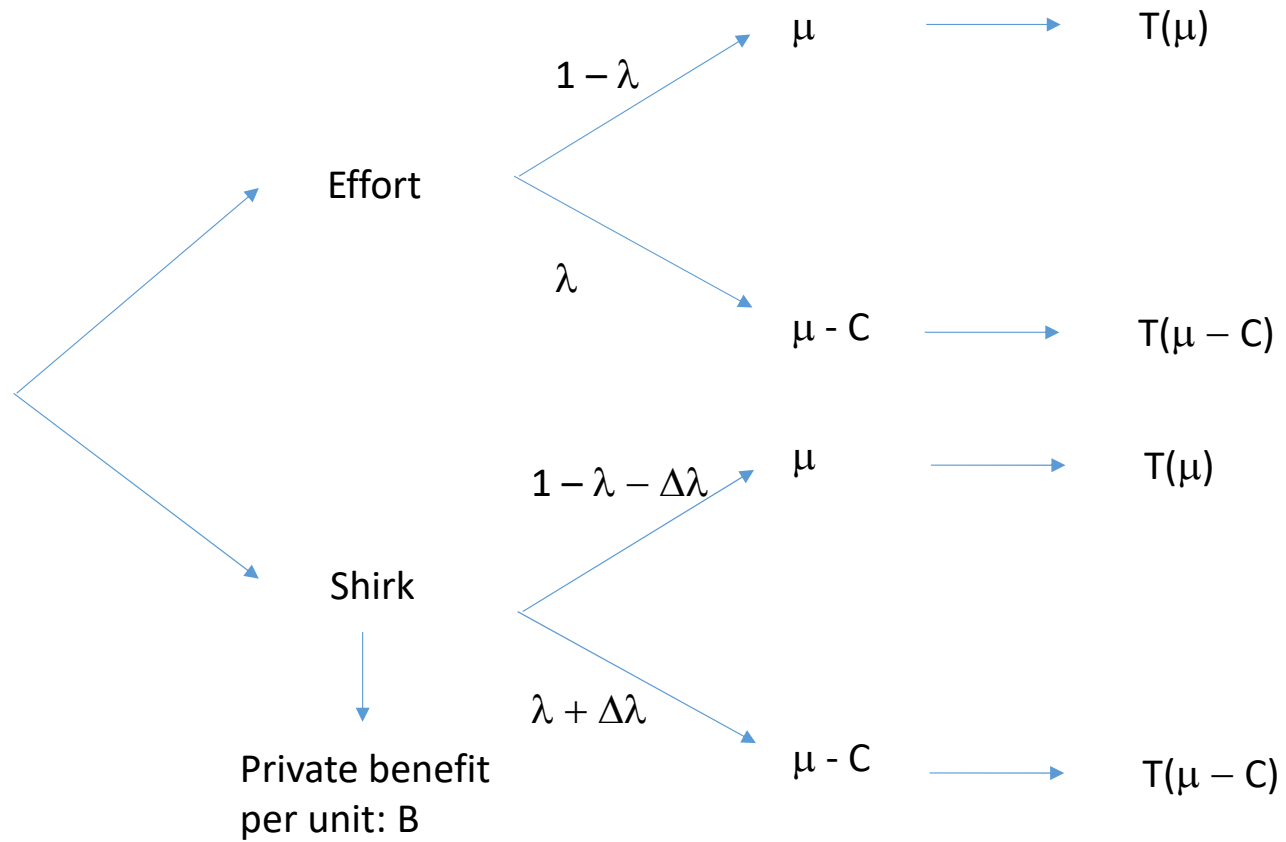 μ
T(μ)
1 – λ
Effort
λ
μ - C
T(μ – C)
μ
T(μ)
1 – λ – Δλ
Shirk
λ + Δλ
μ - C
T(μ – C)
Private benefit
per unit: B